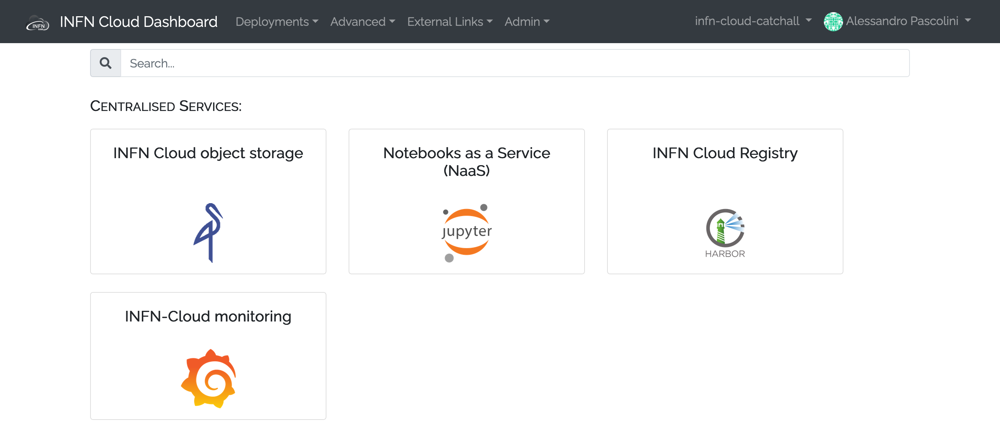 INFN CLOUD INFN Cloud Dashboard Deployments Advanced External Links Admin infn-cloud-catchall Alessandro Pascolini
Search...
CENTRALISED SERVICES:
INFN Cloud object storage
Notebooks as a Service
(NaaS)
jupyter
INFN Cloud Registry
HARBOR
INFN-Cloud monitoring